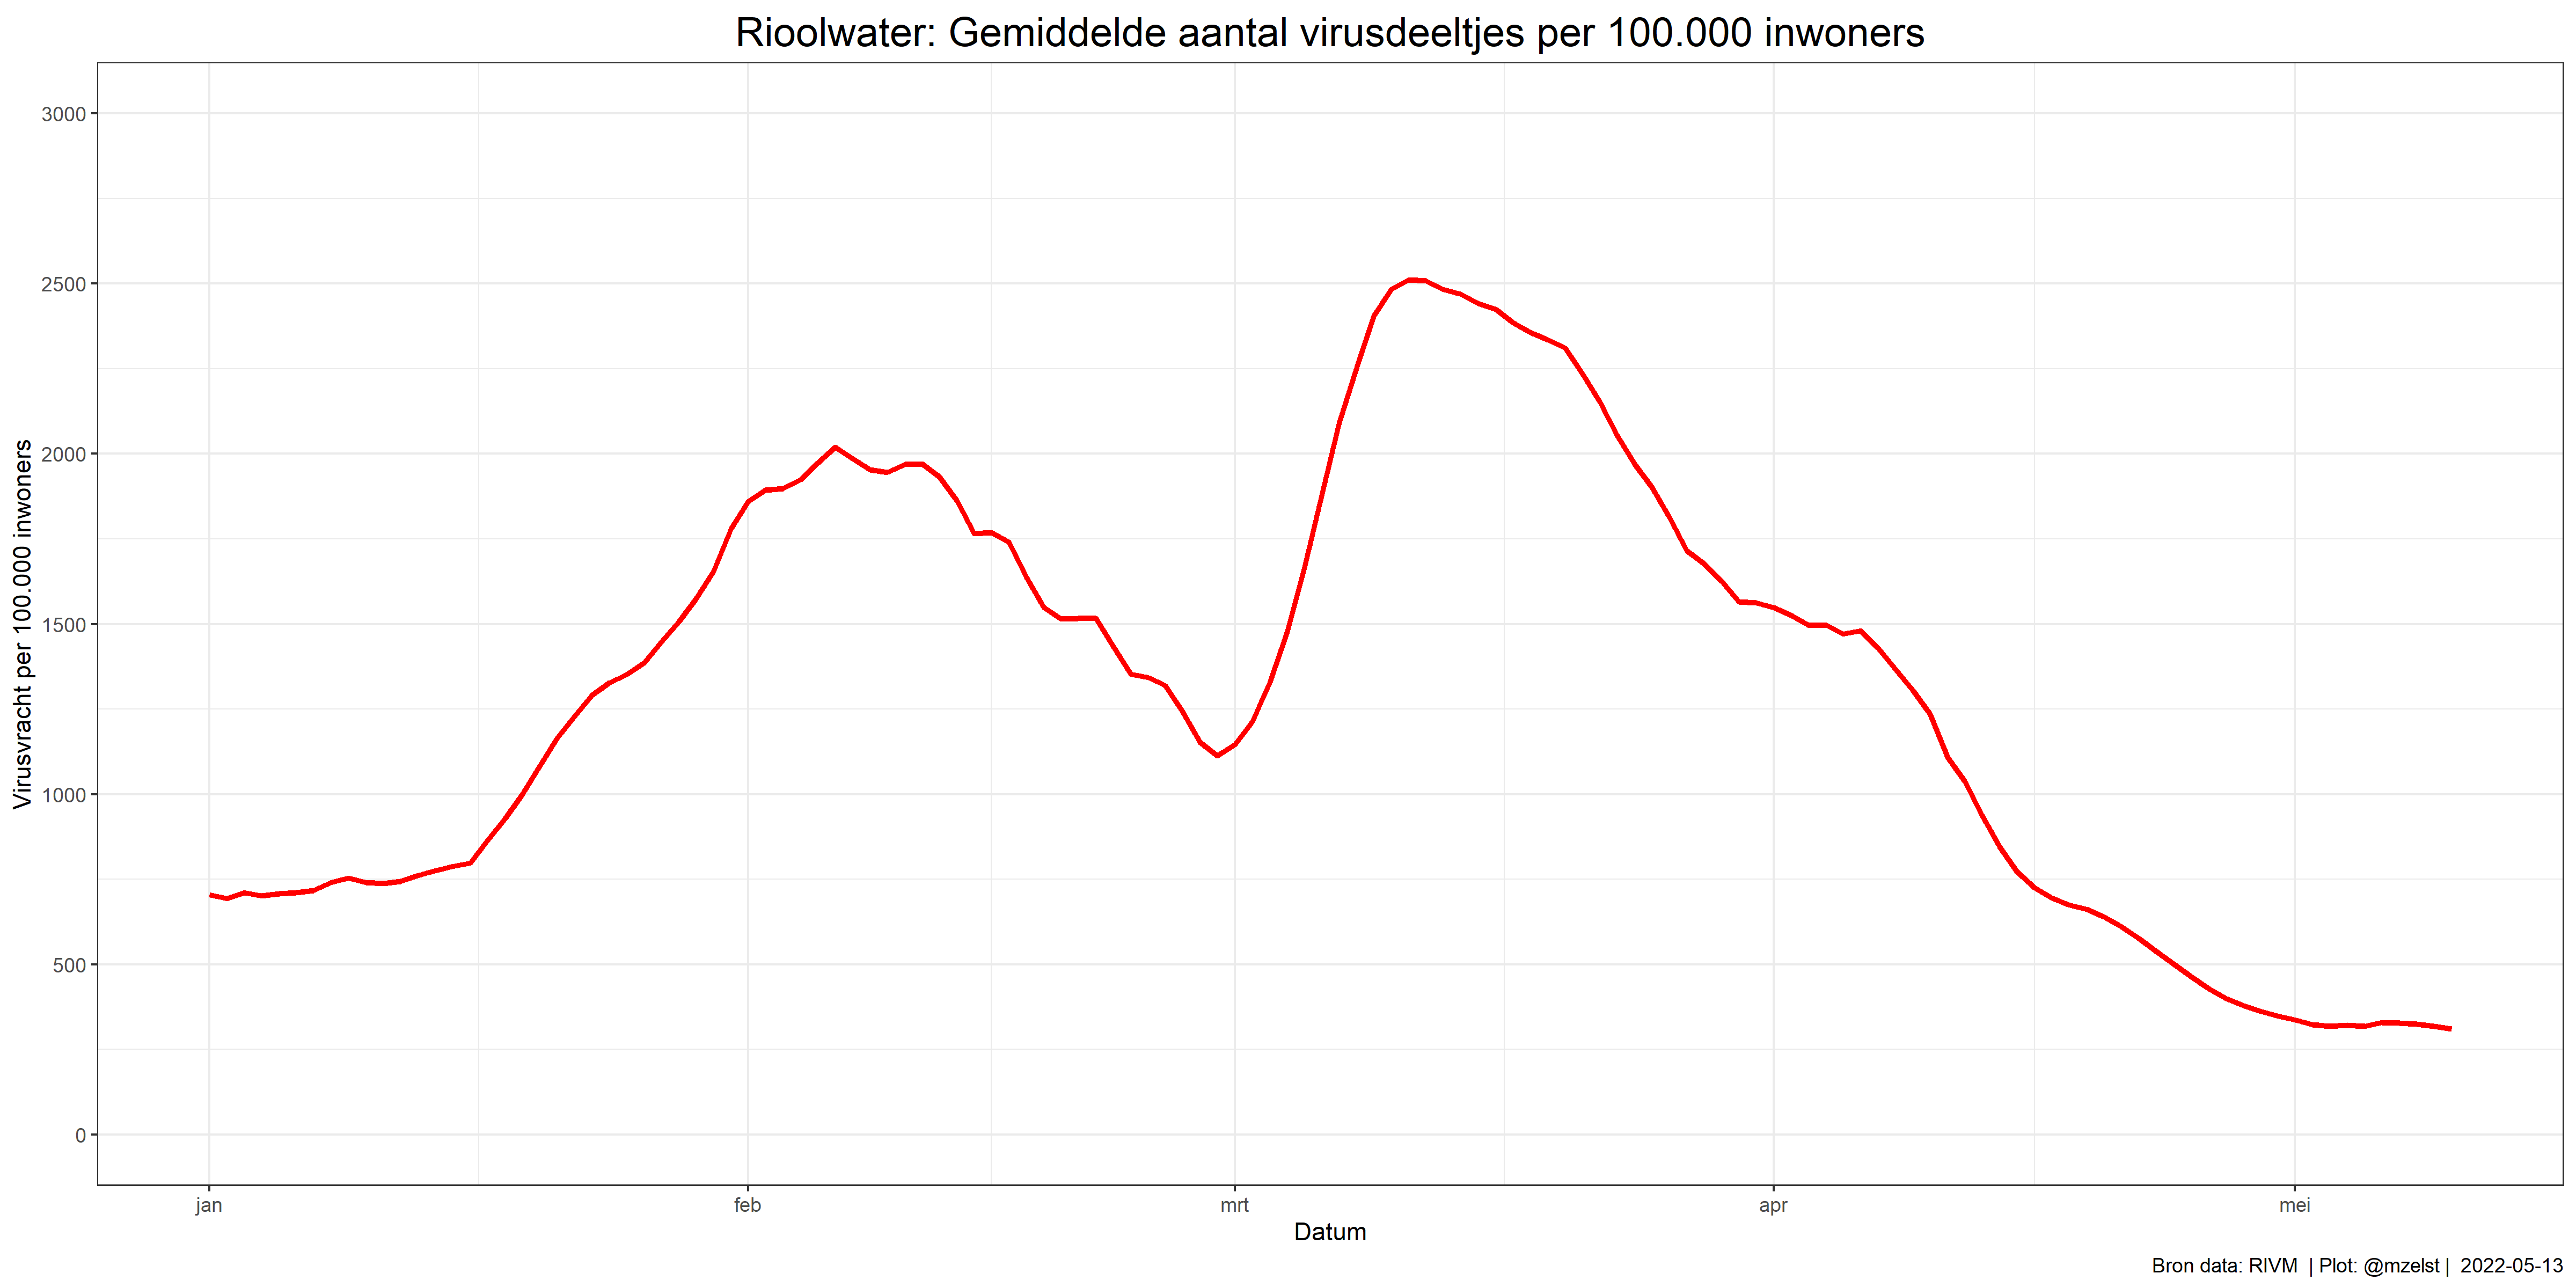 Rioolwater: Gemiddelde aantal virusdeeltjes per 100.000 inwoners
Virusvracht per 100.000 inwoners
3000
2500
2000
1500
1000
500
0
jan feb mrt apr mei
Datum
Bron data: RIVM | Plot: @mzelst | 2022-05-13